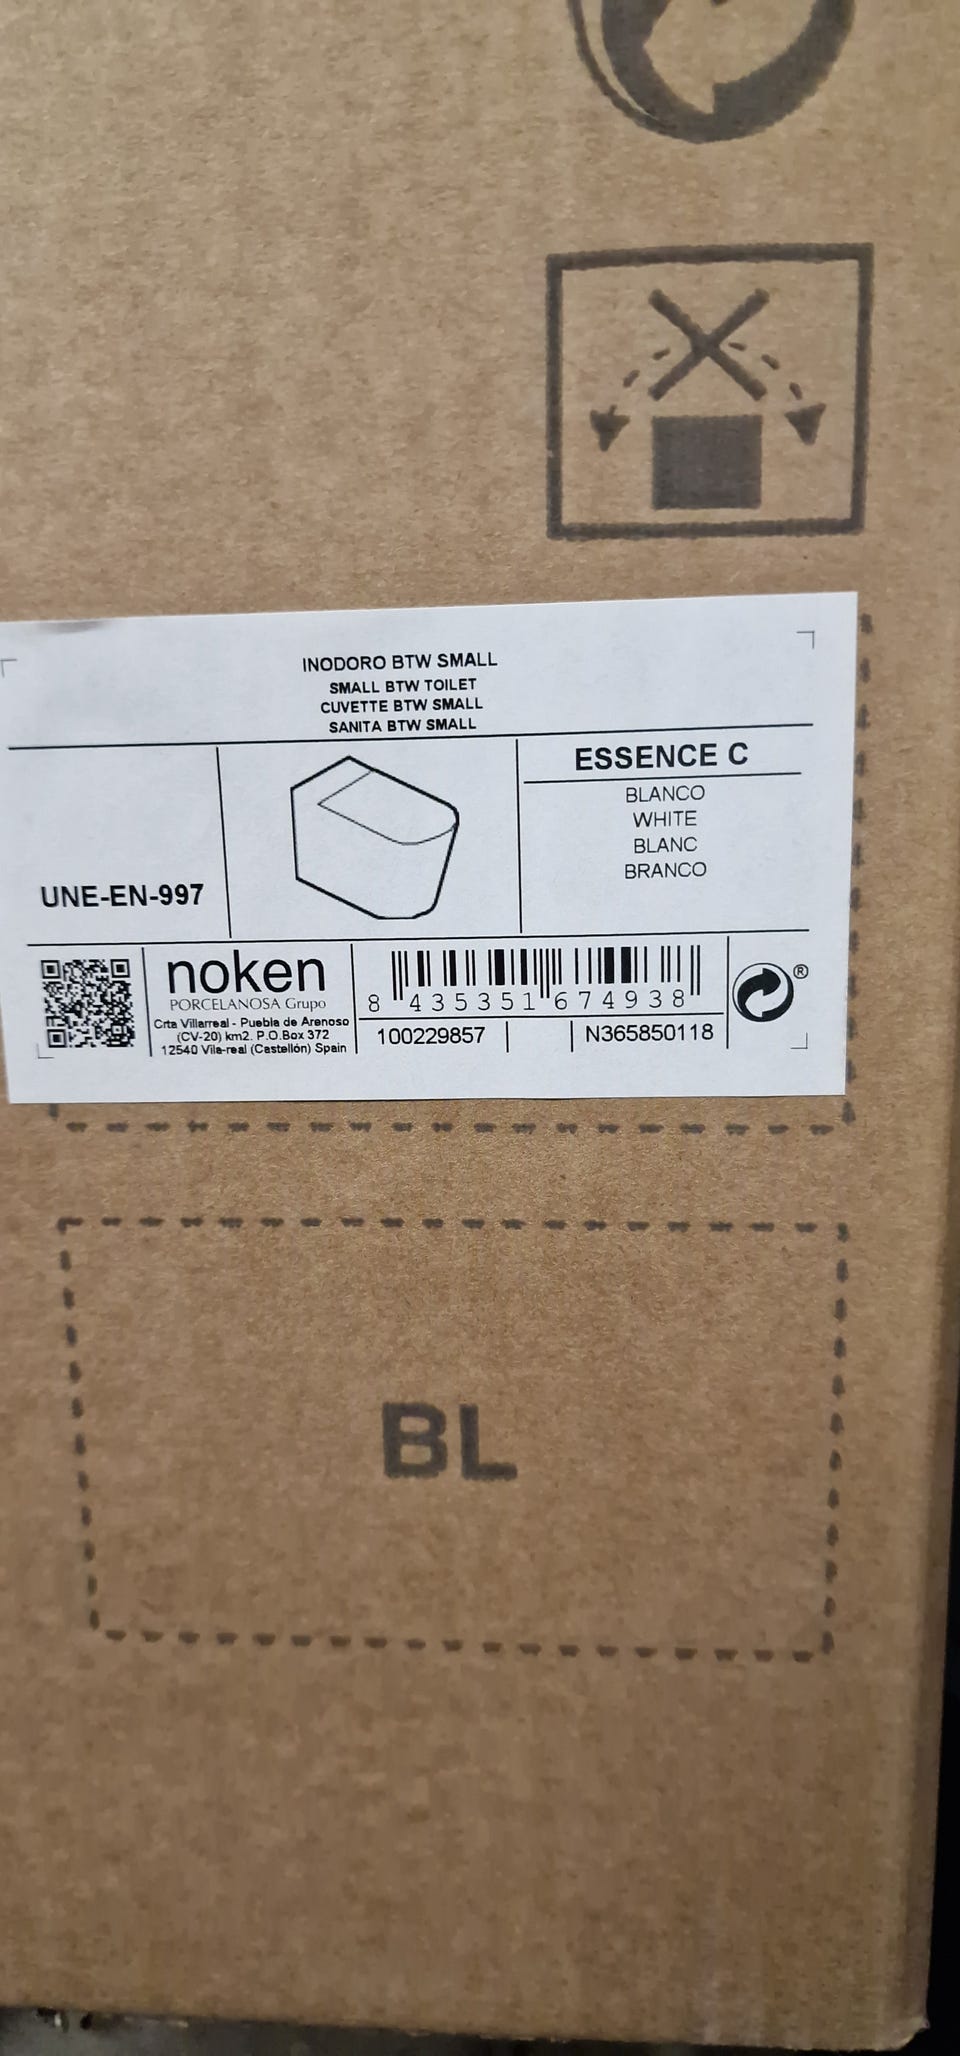 INODORO BTW SMALL
SMALL BTW TOILET
CUVETTE BTW SMALL
SANITA BTW SMALL
ESSENCE C
BLANCO
WHITE
BLANC
BRANCO
UNE-EN-997
noken
PORCELANOSA Grupo
Crta Villarreal - Puebla de Arenoso
(CV-20) km2. P.O.Box 372
12540 Vila-real (Castellón) Spain
8 435351 674938
100229857
N365850118
®
BL